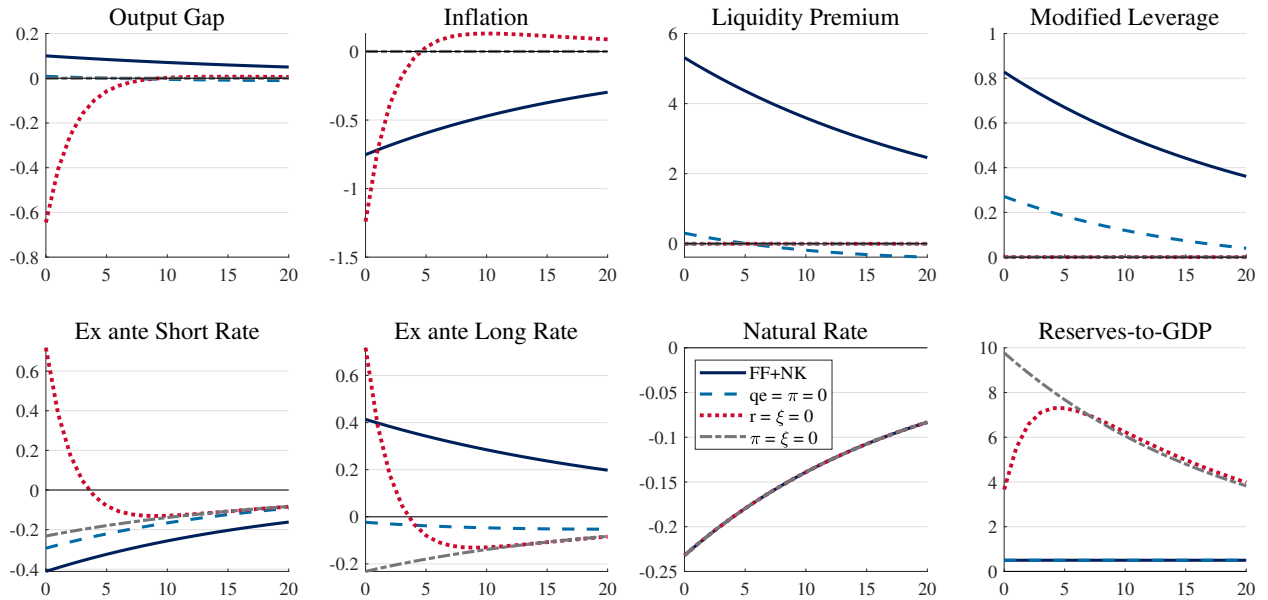 Output Gap
0.2
0
-0.2
-0.4
-0.6
-0.8
0 5 10 15 20
Inflation
0
-0.5
-1
-1.5
0 5 10 15 20
Liquidity Premium
6
4
2
0
0 5 10 15 20
Modified Leverage
1
0.8
0.6
0.4
0.2
0
0 5 10 15 20
Ex ante Short Rate
0.6
0.4
0.2
0
-0.2
-0.4
0 5 10 15 20
Ex ante Long Rate
0.6
0.4
0.2
0
-0.2
0 5 10 15 20
Natural Rate
0
-0.05
-0.1
-0.15
-0.2
-0.25
0 5 10 15 20
FF+NK
qe = π = 0
r = ξ = 0
π = ξ = 0
Reserves-to-GDP
10
8
6
4
2
0
0 5 10 15 20